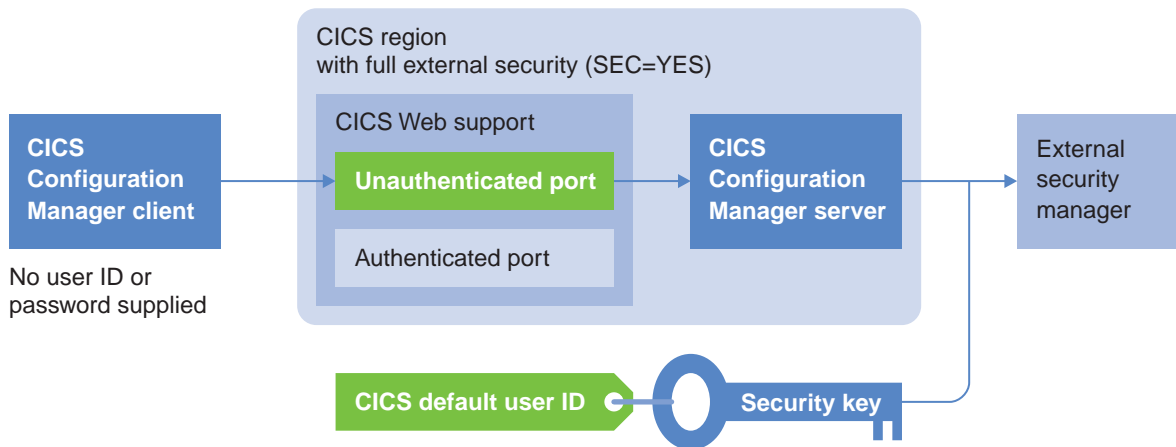 CICS region
with full external security (SEC=YES)
CICS Web support
CICS
Configuration
Manager client
Unauthenticated port
CICS
Configuration
Manager server
External
security
manager
Authenticated port
No user ID or
password supplied
CICS default user ID
Security key